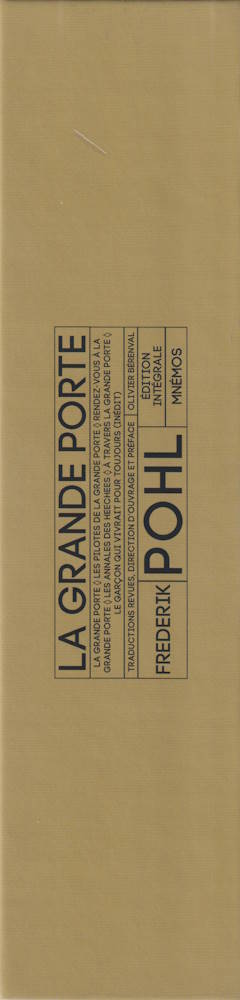 LA GRANDE PORTE
LA GRANDE PORTE ◊ LES PILOTES DE LA GRANDE PORTE ◊ RENDEZ-VOUS À LA
GRANDE PORTE ◊ LES ANNALES DES HEECHEES ◊ À TRAVERS LA GRANDE PORTE ◊
LE GARÇON QUI VIVRAIT POUR TOUJOURS (INÉDIT)
TRADUCTIONS REVUES, DIRECTION D'OUVRAGE ET PRÉFACE
OLIVIER BÉRENVAL
FREDERIK
POHL
ÉDITION
INTÉGRALE
MNÉMOS